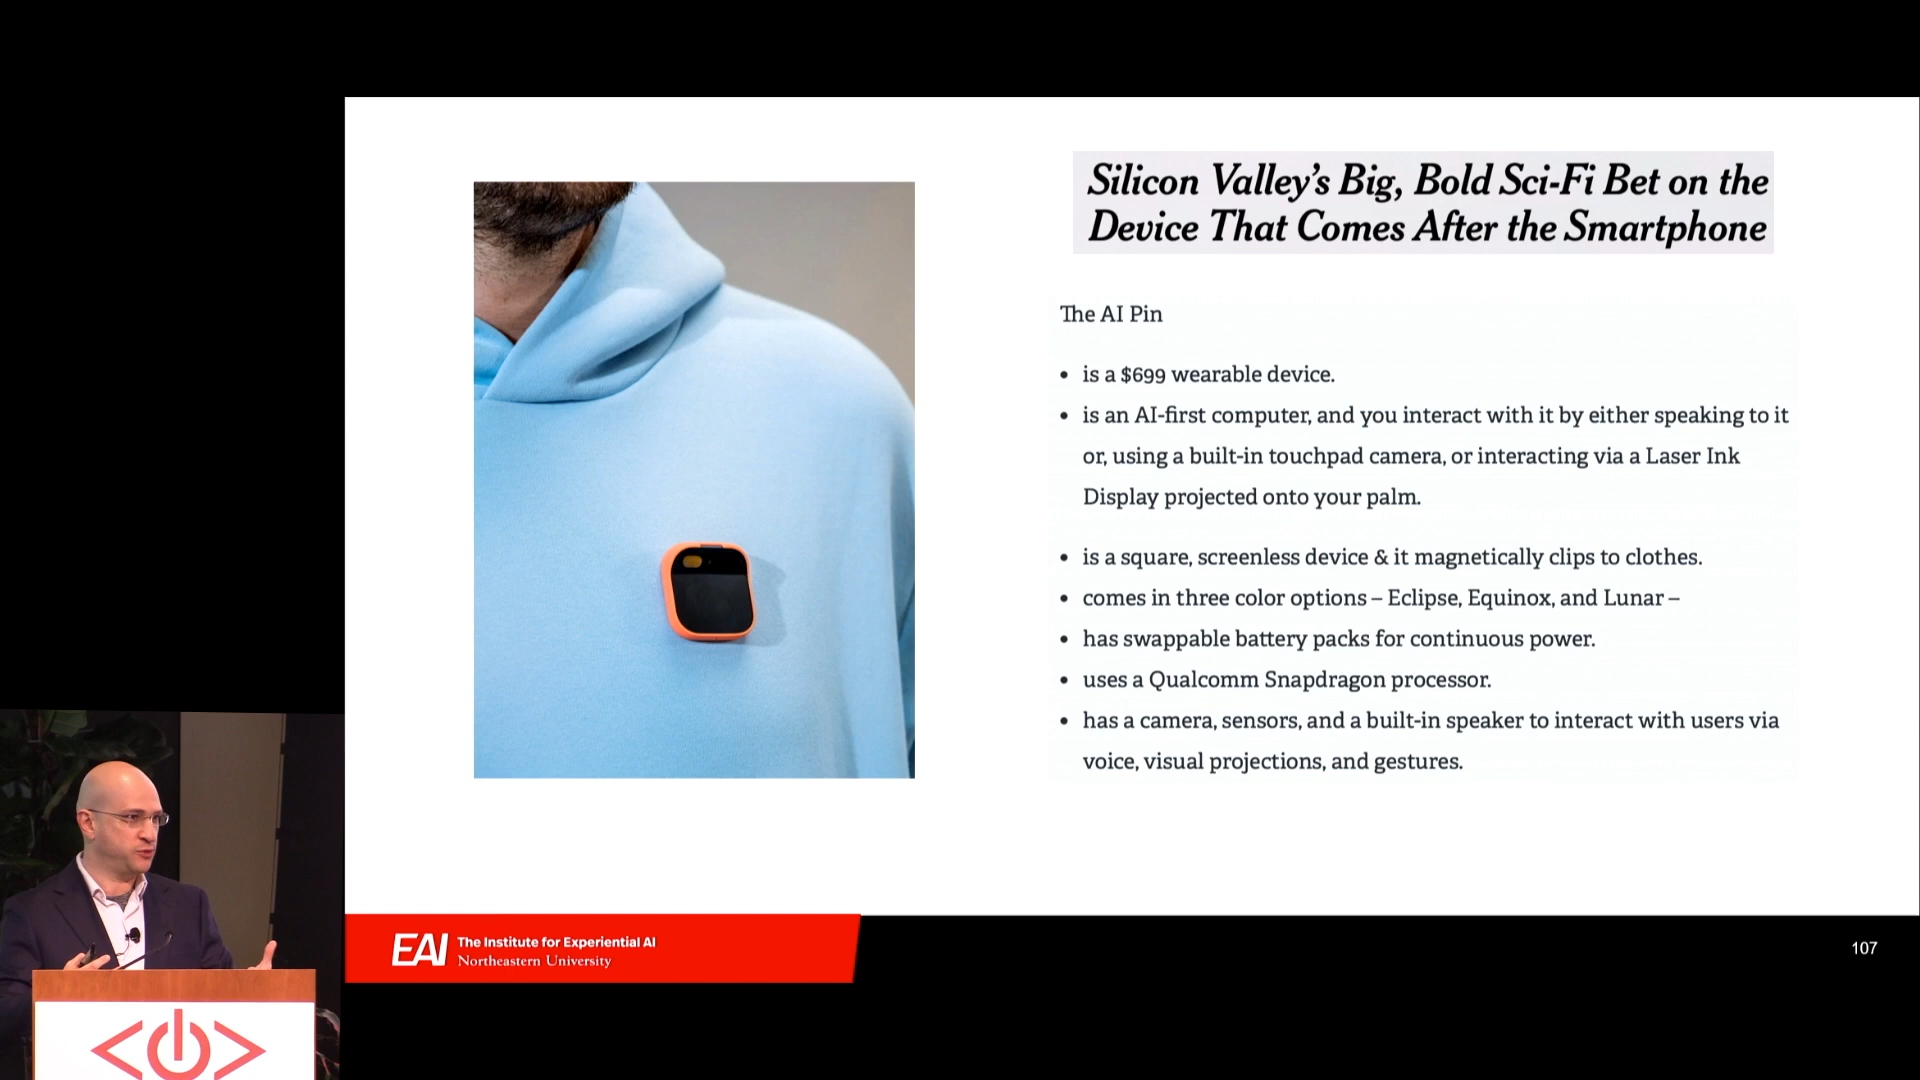 Silicon Valley's Big, Bold Sci-Fi Bet on the
Device That Comes After the Smartphone
The AI Pin
• is a $699 wearable device.
• is an AI-first computer, and you interact with it by either speaking to it
or, using a built-in touchpad camera, or interacting via a Laser Ink
Display projected onto your palm.
• is a square, screenless device & it magnetically clips to clothes.
• comes in three color options – Eclipse, Equinox, and Lunar –
• has swappable battery packs for continuous power.
• uses a Qualcomm Snapdragon processor.
• has a camera, sensors, and a built-in speaker to interact with users via
voice, visual projections, and gestures.
EAI The Institute for Experiential AI
Northeastern University
107